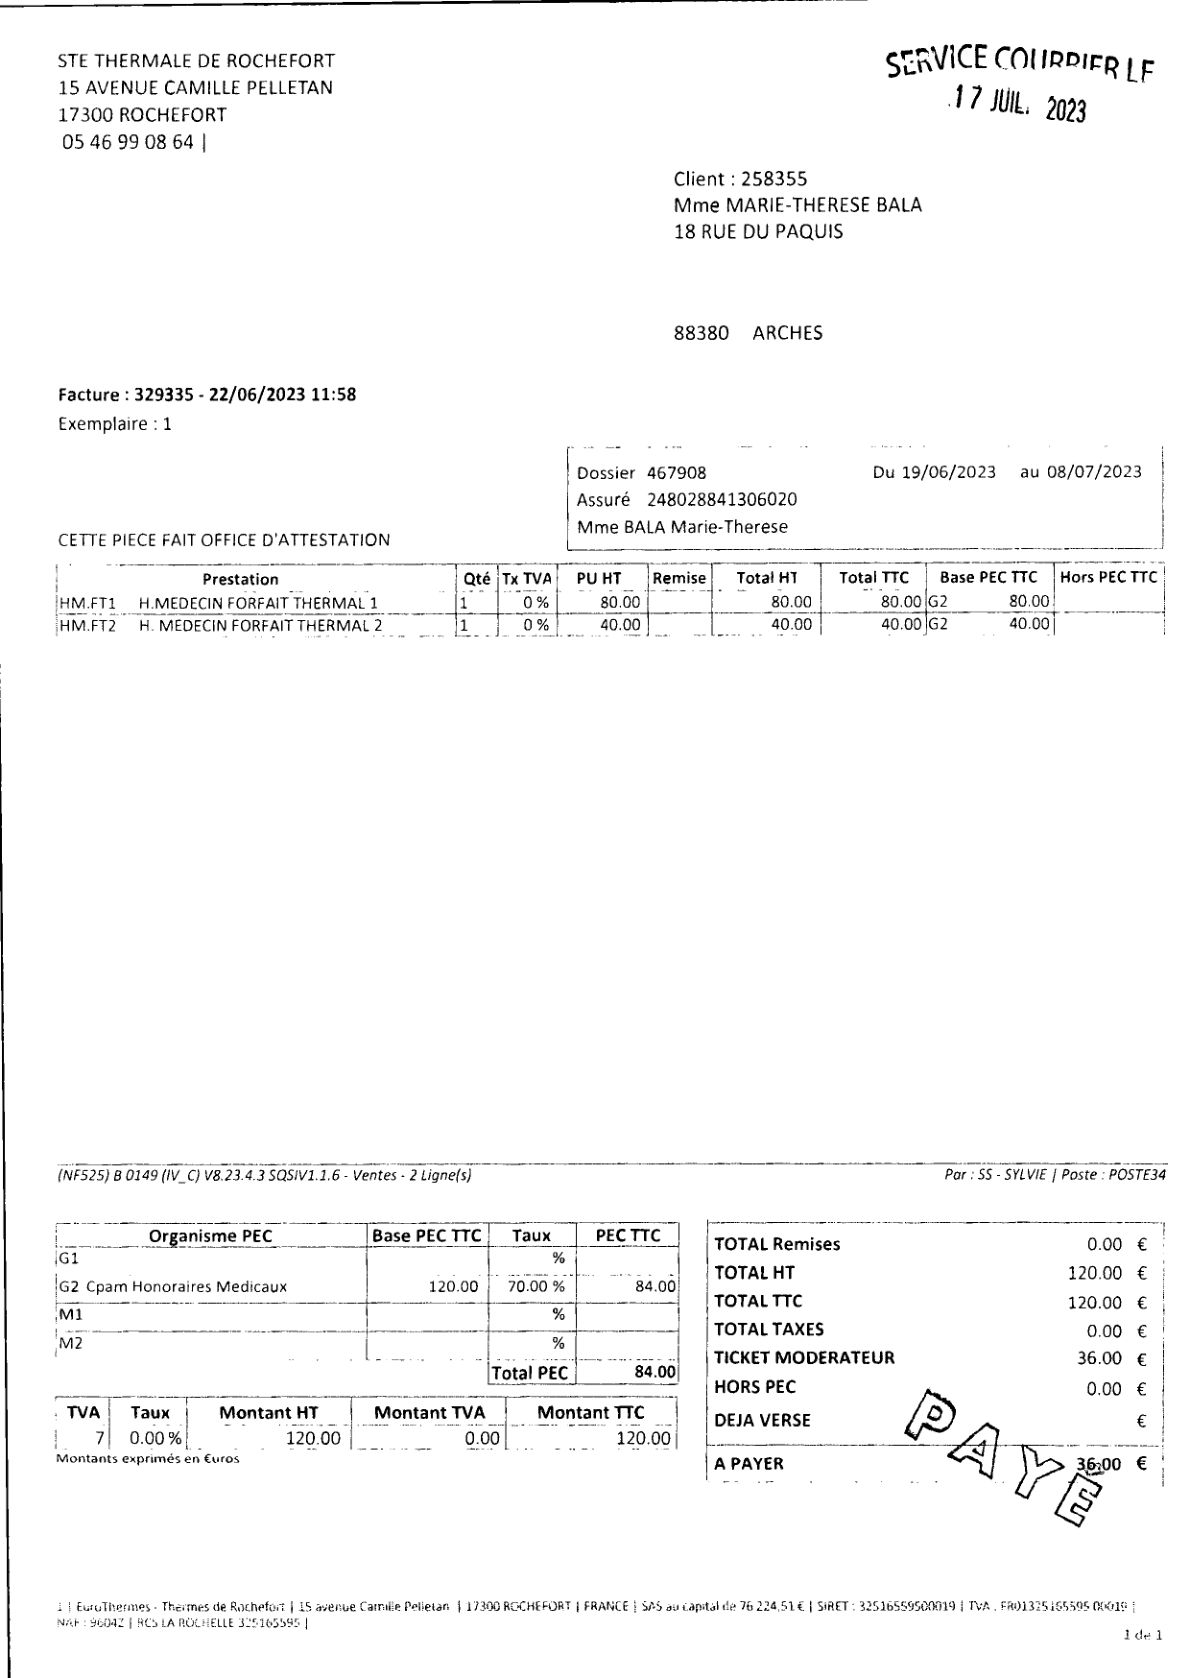 STE THERMALE DE ROCHEFORT
15 AVENUE CAMILLE PELLETAN
17300 ROCHEFORT
05 46 99 08 64 |
SERVICE COURRIER LE
17 JUIL. 2023
Client : 258355
Mme MARIE-THERESE BALA
18 RUE DU PAQUIS
88380 ARCHES
Facture : 329335 - 22/06/2023 11:58
Exemplaire : 1
Dossier 467908 Du 19/06/2023 au 08/07/2023
Assuré 248028841306020
Mme BALA Marie-Therese
CETTE PIECE FAIT OFFICE D'ATTESTATION
Prestation Qté Tx TVA PU HT Remise Total HT Total TTC Base PEC TTC Hors PEC TTC
HM.FT1 H.MEDECIN FORFAIT THERMAL 1 1 0 % 80.00 80.00 80.00 G2 80.00
HM.FT2 H. MEDECIN FORFAIT THERMAL 2 1 0 % 40.00 40.00 40.00 G2 40.00
(NF525) B 0149 (IV_C) V8.23.4.3 SQSIV1.1.6 - Ventes - 2 Ligne(s) Par : SS - SYLVIE | Poste : POSTE34
Organisme PEC Base PEC TTC Taux PEC TTC
G1 %
G2 Cpam Honoraires Medicaux 120.00 70.00 % 84.00
M1 %
M2 %
Total PEC 84.00
TVA Taux Montant HT Montant TVA Montant TTC
7 0.00 % 120.00 0.00 120.00
Montants exprimés en €uros
TOTAL Remises 0.00 €
TOTAL HT 120.00 €
TOTAL TTC 120.00 €
TOTAL TAXES 0.00 €
TICKET MODERATEUR 36.00 €
HORS PEC 0.00 €
DEJA VERSE €
A PAYER 36.00 €
PAYÉ
1 | EuroThermes - Thermes de Rochefort | 15 avenue Camille Pelletan | 17300 ROCHEFORT | FRANCE | SAS au capital de 76 224,51 € | SIRET : 32516559500019 | TVA : FR01325165595 00019 |
NAF : 9604Z | RCS LA ROCHELLE 325165595 |
1 de 1